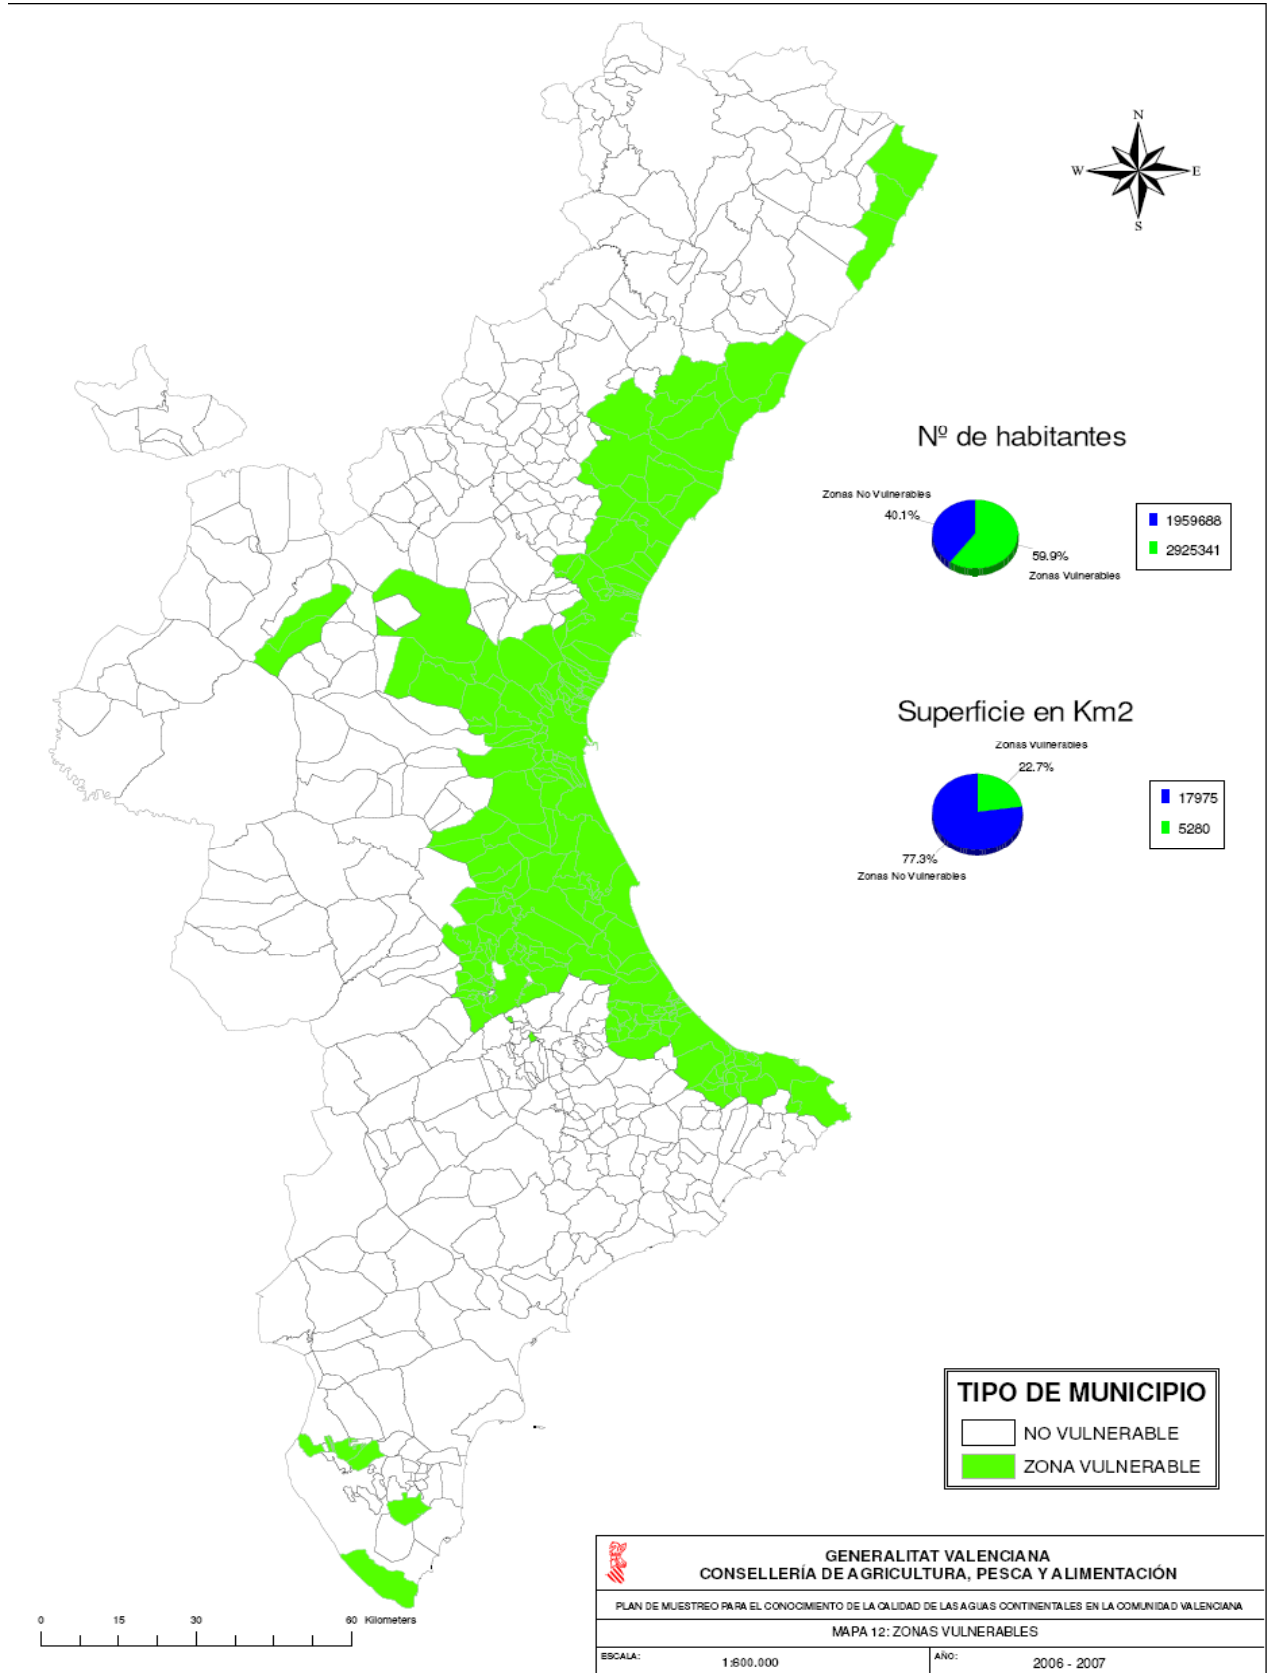 N
W
E
S
Nº de habitantes
Zonas No Vulnerables
40.1%
59.9%
Zonas Vulnerables
1959688
2925341
Superficie en Km2
Zonas Vulnerables
22.7%
77.3%
Zonas No Vulnerables
17975
5280
TIPO DE MUNICIPIO
NO VULNERABLE
ZONA VULNERABLE
GENERALITAT VALENCIANA
CONSELLERÍA DE AGRICULTURA, PESCA Y ALIMENTACIÓN
PLAN DE MUESTREO PARA EL CONOCIMIENTO DE LA CALIDAD DE LAS AGUAS CONTINENTALES EN LA COMUNIDAD VALENCIANA
MAPA 12: ZONAS VULNERABLES
ESCALA: 1:600.000
AÑO: 2006 - 2007
0 15 30 60 Kilometers